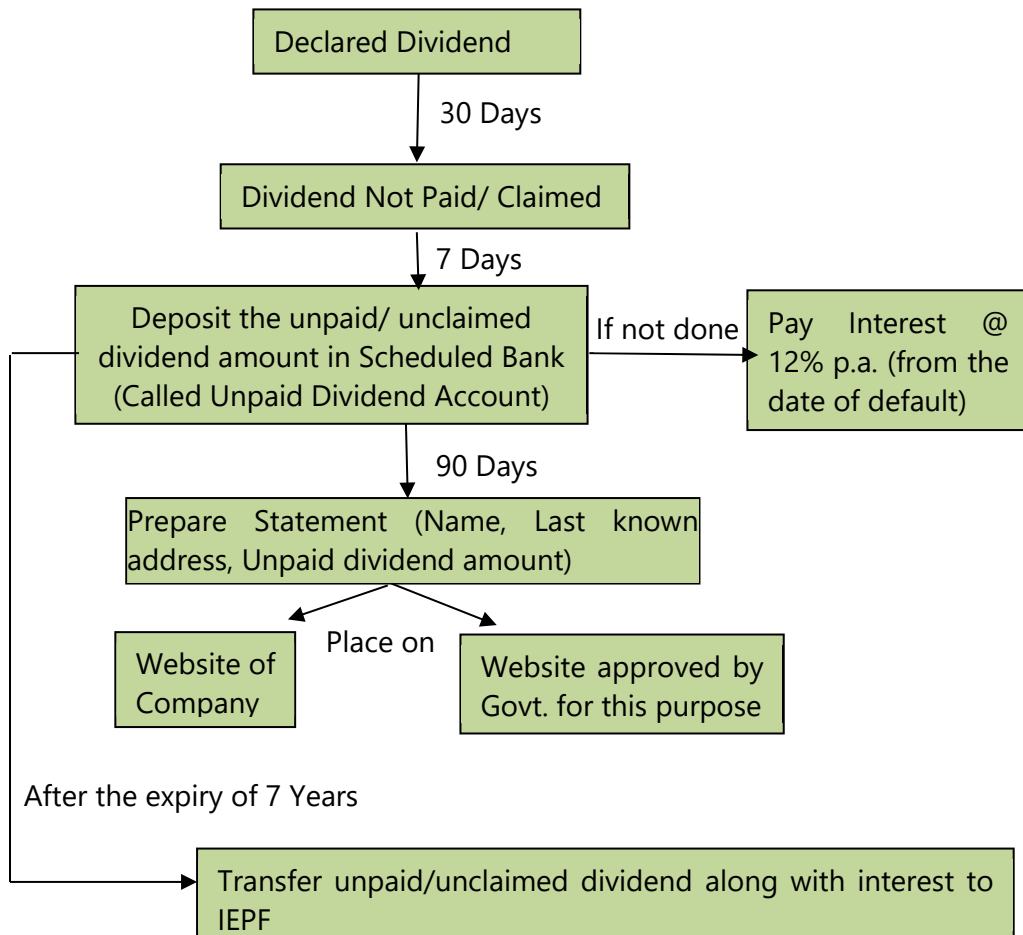 Declared Dividend
30 Days
Dividend Not Paid/ Claimed
7 Days
Deposit the unpaid/ unclaimed
dividend amount in Scheduled Bank
(Called Unpaid Dividend Account)
If not done
Pay Interest @
12% p.a. (from the
date of default)
90 Days
Prepare Statement (Name, Last known
address, Unpaid dividend amount)
Place on
Website of
Company
Website approved by
Govt. for this purpose
After the expiry of 7 Years
Transfer unpaid/unclaimed dividend along with interest to
IEPF